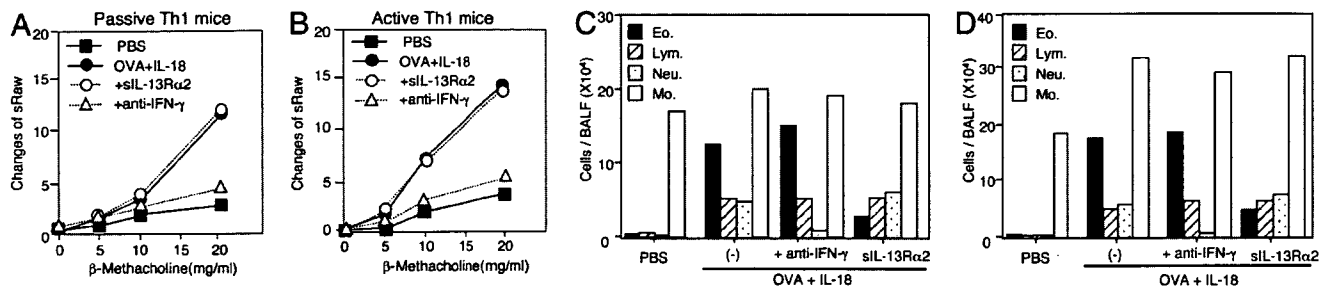 A
Passive Th1 mice
20
15
10
5
0
Changes of sRaw
PBS
OVA+IL-18
+sIL-13Rα2
+anti-IFN-γ
0 5 10 15 20
β-Methacholine(mg/ml)
B
Active Th1 mice
20
15
10
5
0
Changes of sRaw
PBS
OVA+IL-18
+sIL-13Rα2
+anti-IFN-γ
0 5 10 15 20
β-Methacholine(mg/ml)
C
30
20
10
0
Cells / BALF (X10⁴)
Eo.
Lym.
Neu.
Mo.
PBS (-) + anti-IFN-γ sIL-13Rα2
OVA + IL-18
D
40
30
20
10
0
Cells / BALF (X10⁴)
Eo.
Lym.
Neu.
Mo.
PBS (-) + anti-IFN-γ sIL-13Rα2
OVA + IL-18